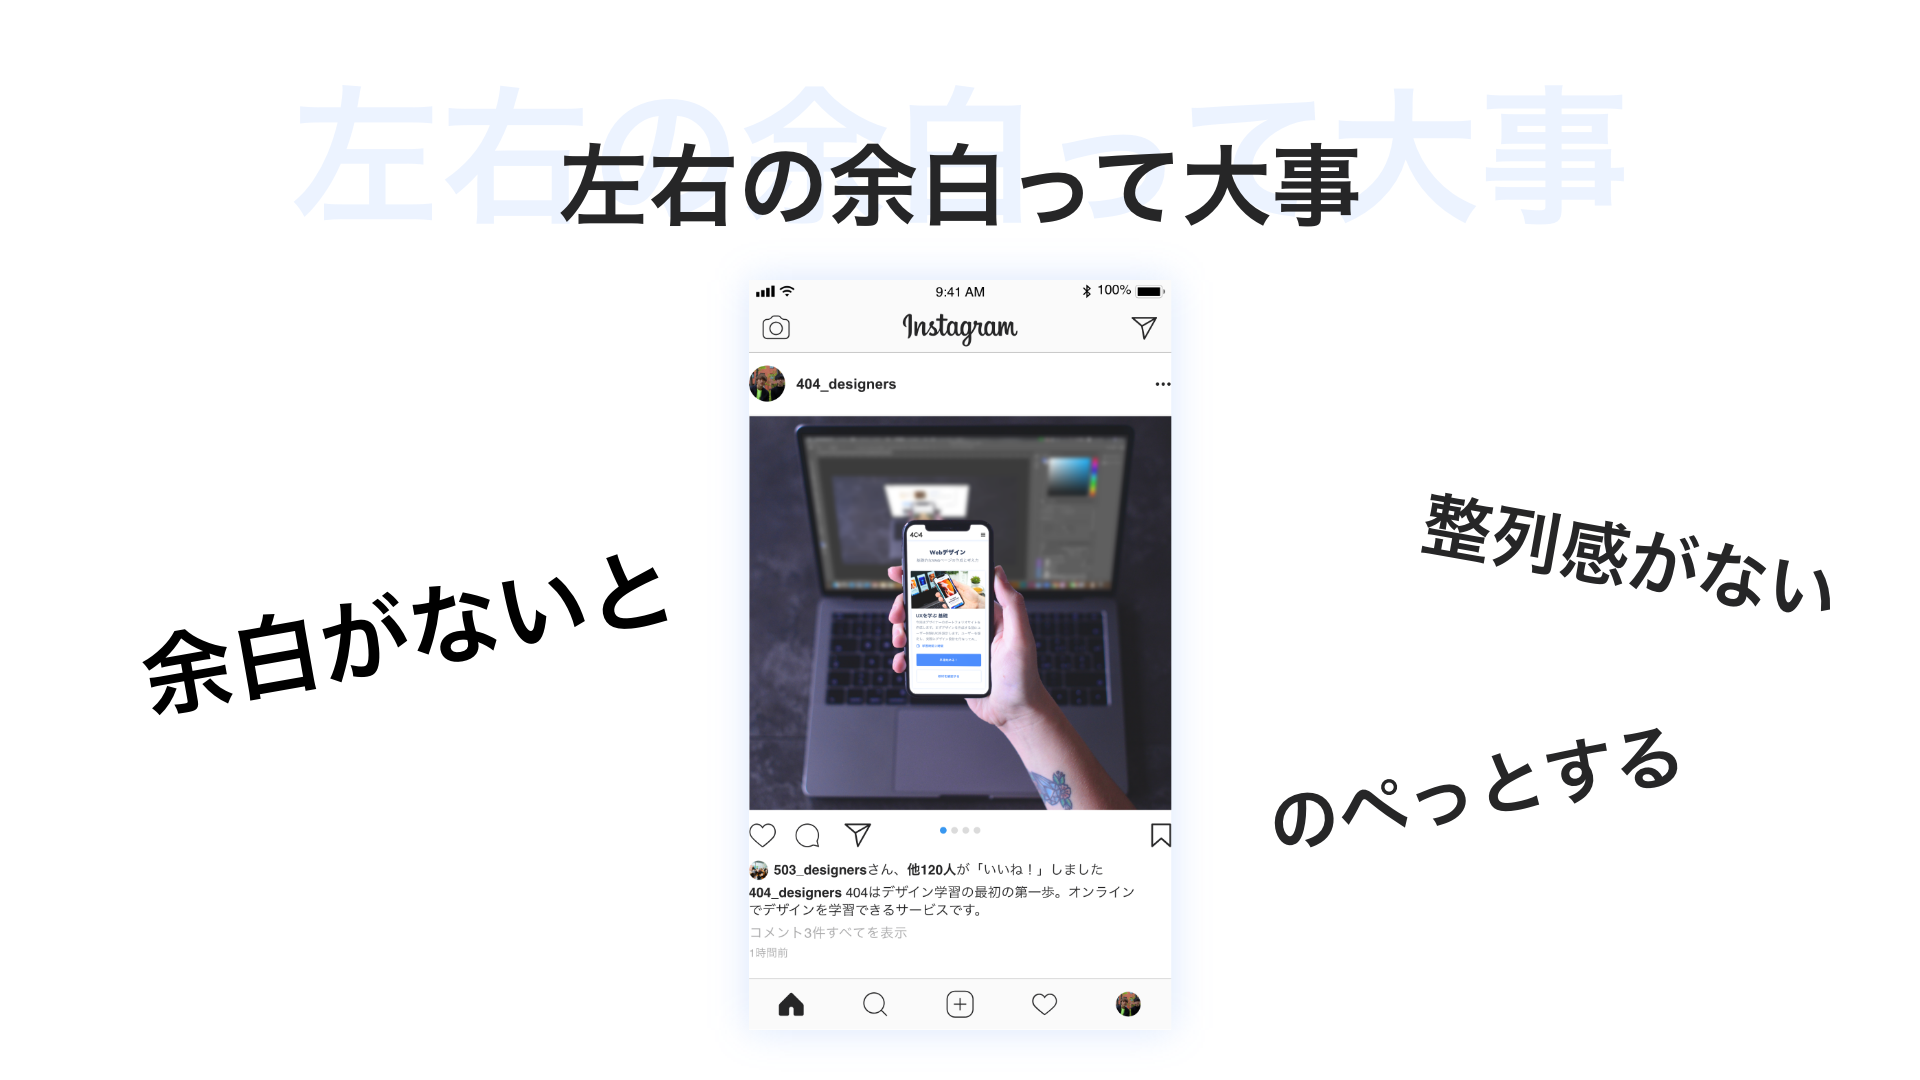 左右の余白って大事
左右の余白って大事
9:41 AM
100%
Instagram
404_designers
404
Webデザイン
UXを学ぶ 基礎
余白がないと
整列感がない
のぺっとする
503_designersさん、他120人が「いいね！」しました
404_designers 404はデザイン学習の最初の第一歩。オンライン
でデザインを学習できるサービスです。
コメント3件すべてを表示
1時間前